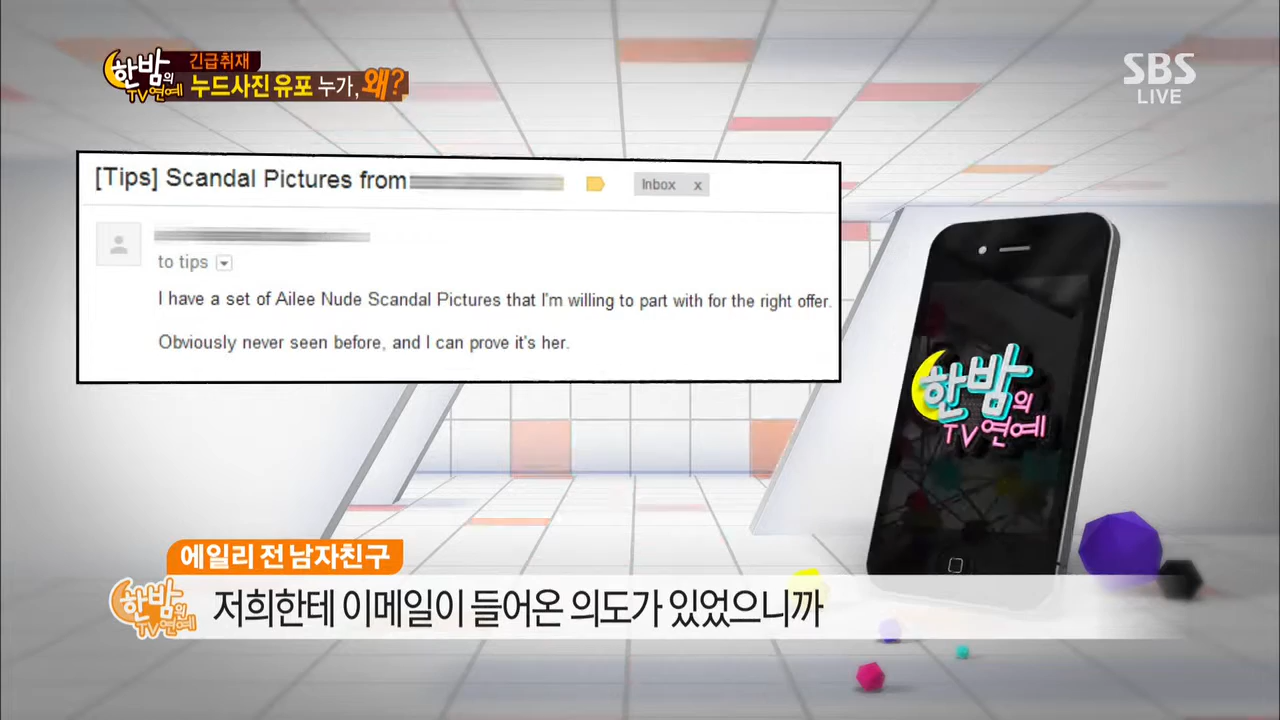 한밤의
TV연예
긴급취재
누드사진 유포 누가, 왜?
SBS
LIVE
[Tips] Scandal Pictures from
Inbox x
to tips
I have a set of Ailee Nude Scandal Pictures that I'm willing to part with for the right offer.
Obviously never seen before, and I can prove it's her.
한밤의
TV연예
에일리 전 남자친구
한밤의
TV연예
저희한테 이메일이 들어온 의도가 있었으니까